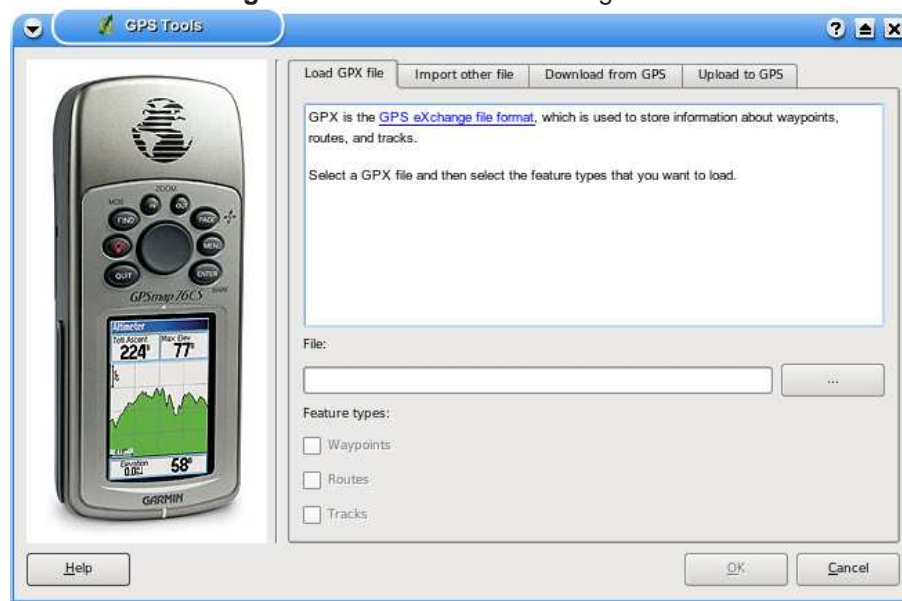 GPS Tools
?
Load GPX file
Import other file
Download from GPS
Upload to GPS
GPX is the GPS eXchange file format, which is used to store information about waypoints,
routes, and tracks.
Select a GPX file and then select the feature types that you want to load.
File:
...
Feature types:
Waypoints
Routes
Tracks
Help
OK
Cancel
ZOOM
IN
OUT
FIND
PAGE
MENU
QUIT
ENTER
GPSmap 76CS
Altimeter
Totl Ascent
Max Elev
224
77
Elevation
58
GARMIN